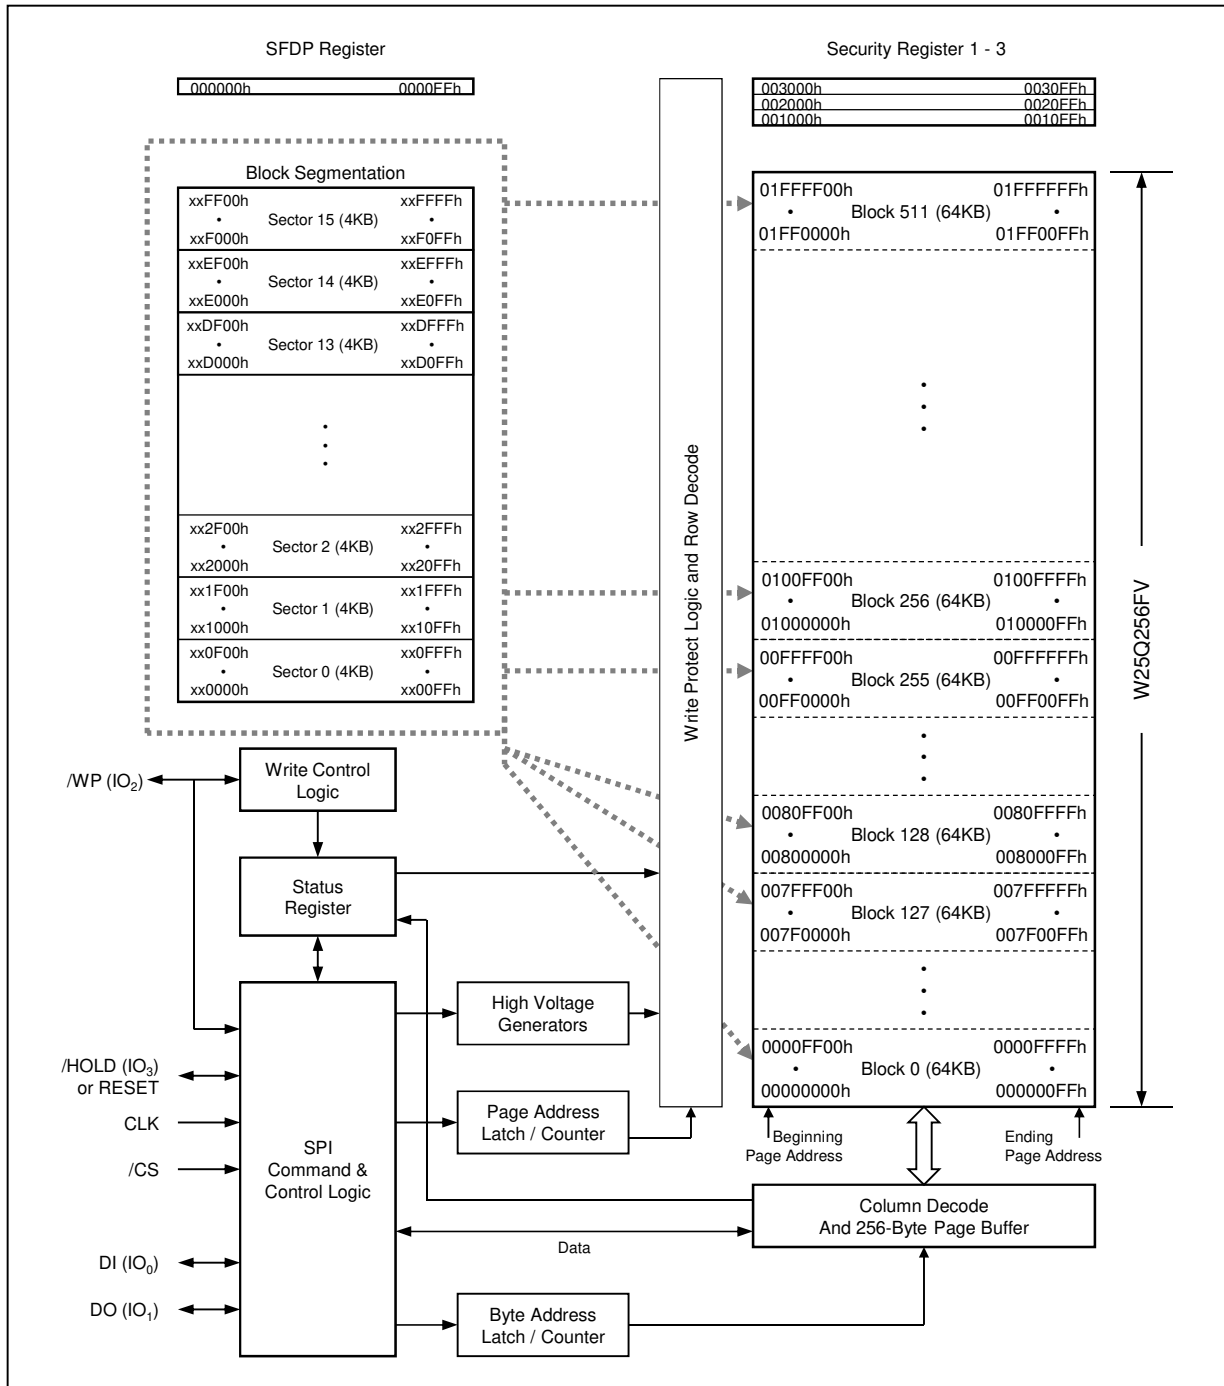 SFDP Register
000000h 0000FFh
Security Register 1 - 3
003000h 0030FFh
002000h 0020FFh
001000h 0010FFh
Block Segmentation
xxFF00h xxFFFFh
• Sector 15 (4KB) •
xxF000h xxF0FFh
xxEF00h xxEFFFh
• Sector 14 (4KB) •
xxE000h xxE0FFh
xxDF00h xxDFFFh
• Sector 13 (4KB) •
xxD000h xxD0FFh
xx2F00h xx2FFFh
• Sector 2 (4KB) •
xx2000h xx20FFh
xx1F00h xx1FFFh
• Sector 1 (4KB) •
xx1000h xx10FFh
xx0F00h xx0FFFh
• Sector 0 (4KB) •
xx0000h xx00FFh
Write Protect Logic and Row Decode
01FFFF00h 01FFFFFFh
• Block 511 (64KB) •
01FF0000h 01FF00FFh
0100FF00h 0100FFFFh
• Block 256 (64KB) •
01000000h 010000FFh
00FFFF00h 00FFFFFFh
• Block 255 (64KB) •
00FF0000h 00FF00FFh
0080FF00h 0080FFFFh
• Block 128 (64KB) •
00800000h 008000FFh
007FFF00h 007FFFFFh
• Block 127 (64KB) •
007F0000h 007F00FFh
0000FF00h 0000FFFFh
• Block 0 (64KB) •
00000000h 000000FFh
W25Q256FV
/WP (IO2)
Write Control
Logic
Status
Register
High Voltage
Generators
/HOLD (IO3)
or RESET
CLK
/CS
DI (IO0)
DO (IO1)
SPI
Command &
Control Logic
Page Address
Latch / Counter
Beginning
Page Address
Ending
Page Address
Column Decode
And 256-Byte Page Buffer
Data
Byte Address
Latch / Counter